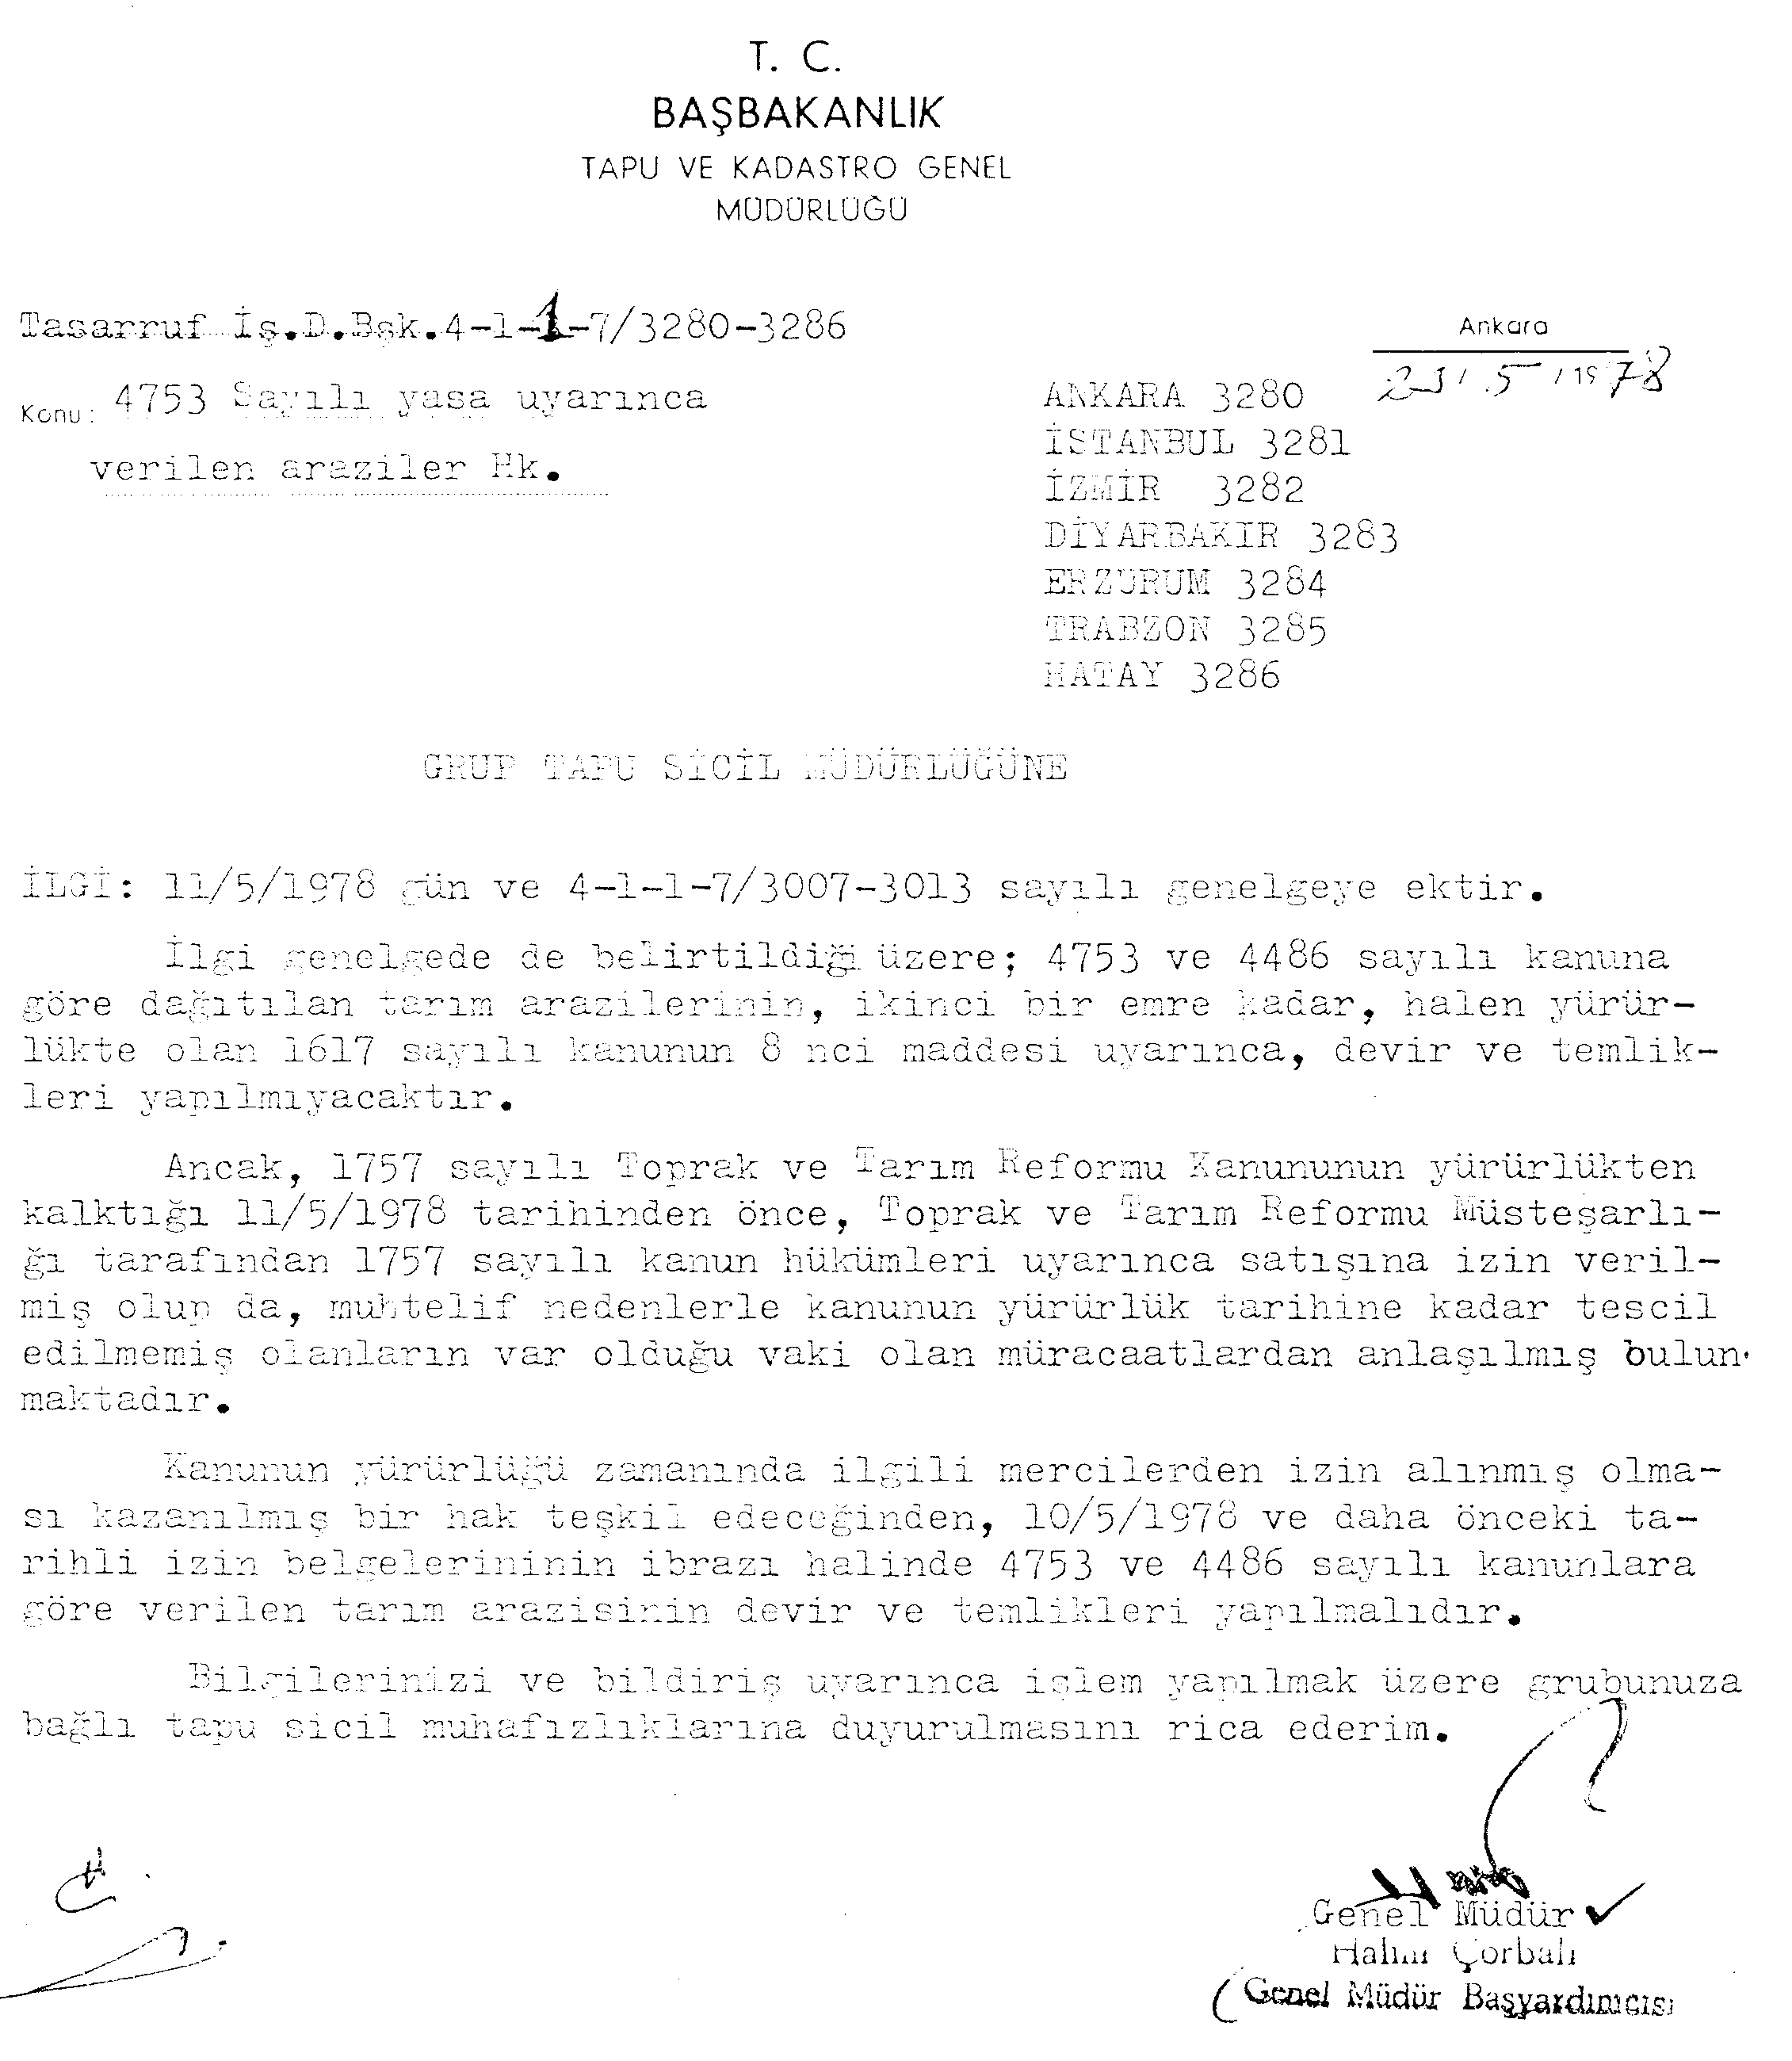 T. C.
BAŞBAKANLIK
TAPU VE KADASTRO GENEL
MÜDÜRLÜĞÜ
Tasarruf İş.D.Bşk.4-1-1-7/3280-3286
Ankara
23/5/1978
Konu: 4753 Sayılı yasa uyarınca
verilen araziler Hk.
ANKARA 3280
İSTANBUL 3281
İZMİR 3282
DİYARBAKIR 3283
ERZURUM 3284
TRABZON 3285
HATAY 3286
GRUP TAPU SİCİL MÜDÜRLÜĞÜNE
İLGİ: 11/5/1978 gün ve 4-1-1-7/3007-3013 sayılı genelgeye ektir.
İlgi genelgede de belirtildiği üzere; 4753 ve 4486 sayılı kanuna
göre dağıtılan tarım arazilerinin, ikinci bir emre kadar, halen yürür-
lükte olan 1617 sayılı kanunun 8 nci maddesi uyarınca, devir ve temlik-
leri yapılmıyacaktır.
Ancak, 1757 sayılı Toprak ve Tarım Reformu Kanununun yürürlükten
kalktığı 11/5/1978 tarihinden önce, Toprak ve Tarım Reformu Müsteşarlı-
ğı tarafından 1757 sayılı kanun hükümleri uyarınca satışına izin veril-
miş olup da, muhtelif nedenlerle kanunun yürürlük tarihine kadar tescil
edilmemiş olanların var olduğu vaki olan müracaatlardan anlaşılmış bulun-
maktadır.
Kanunun yürürlüğü zamanında ilgili mercilerden izin alınmış olma-
sı kazanılmış bir hak teşkil edeceğinden, 10/5/1978 ve daha önceki ta-
rihli izin belgelerininin ibrazı halinde 4753 ve 4486 sayılı kanunlara
göre verilen tarım arazisinin devir ve temlikleri yapılmalıdır.
Bilgilerinizi ve bildiriş uyarınca işlem yapılmak üzere grubunuza
bağlı tapu sicil muhafızlıklarına duyurulmasını rica ederim.
Genel Müdür
Halim Çorbalı
Genel Müdür Başyardımcısı